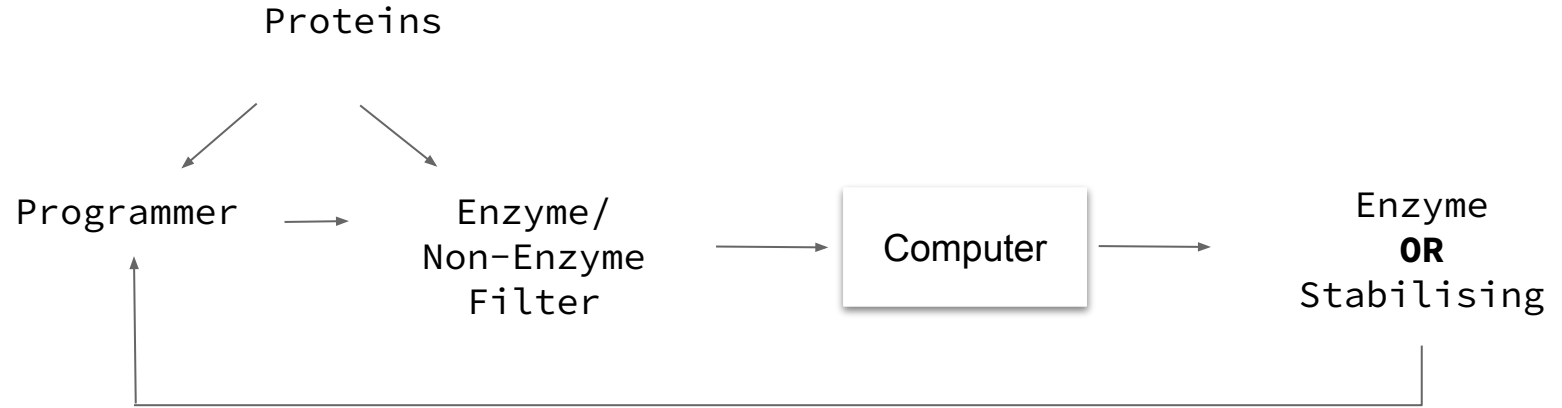 Proteins
Programmer
Enzyme/
Non-Enzyme
Filter
Computer
Enzyme
OR
Stabilising